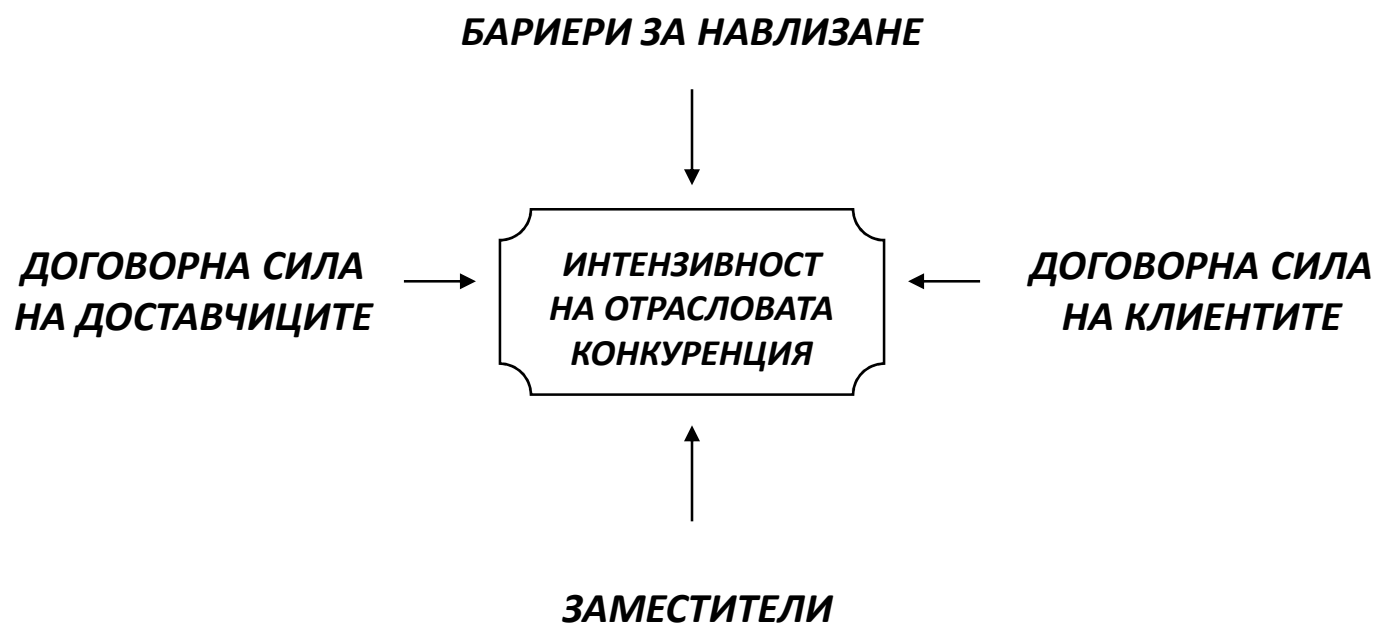 БАРИЕРИ ЗА НАВЛИЗАНЕ
ДОГОВОРНА СИЛА
НА ДОСТАВЧИЦИТЕ
ИНТЕНЗИВНОСТ
НА ОТРАСЛОВАТА
КОНКУРЕНЦИЯ
ДОГОВОРНА СИЛА
НА КЛИЕНТИТЕ
ЗАМЕСТИТЕЛИ